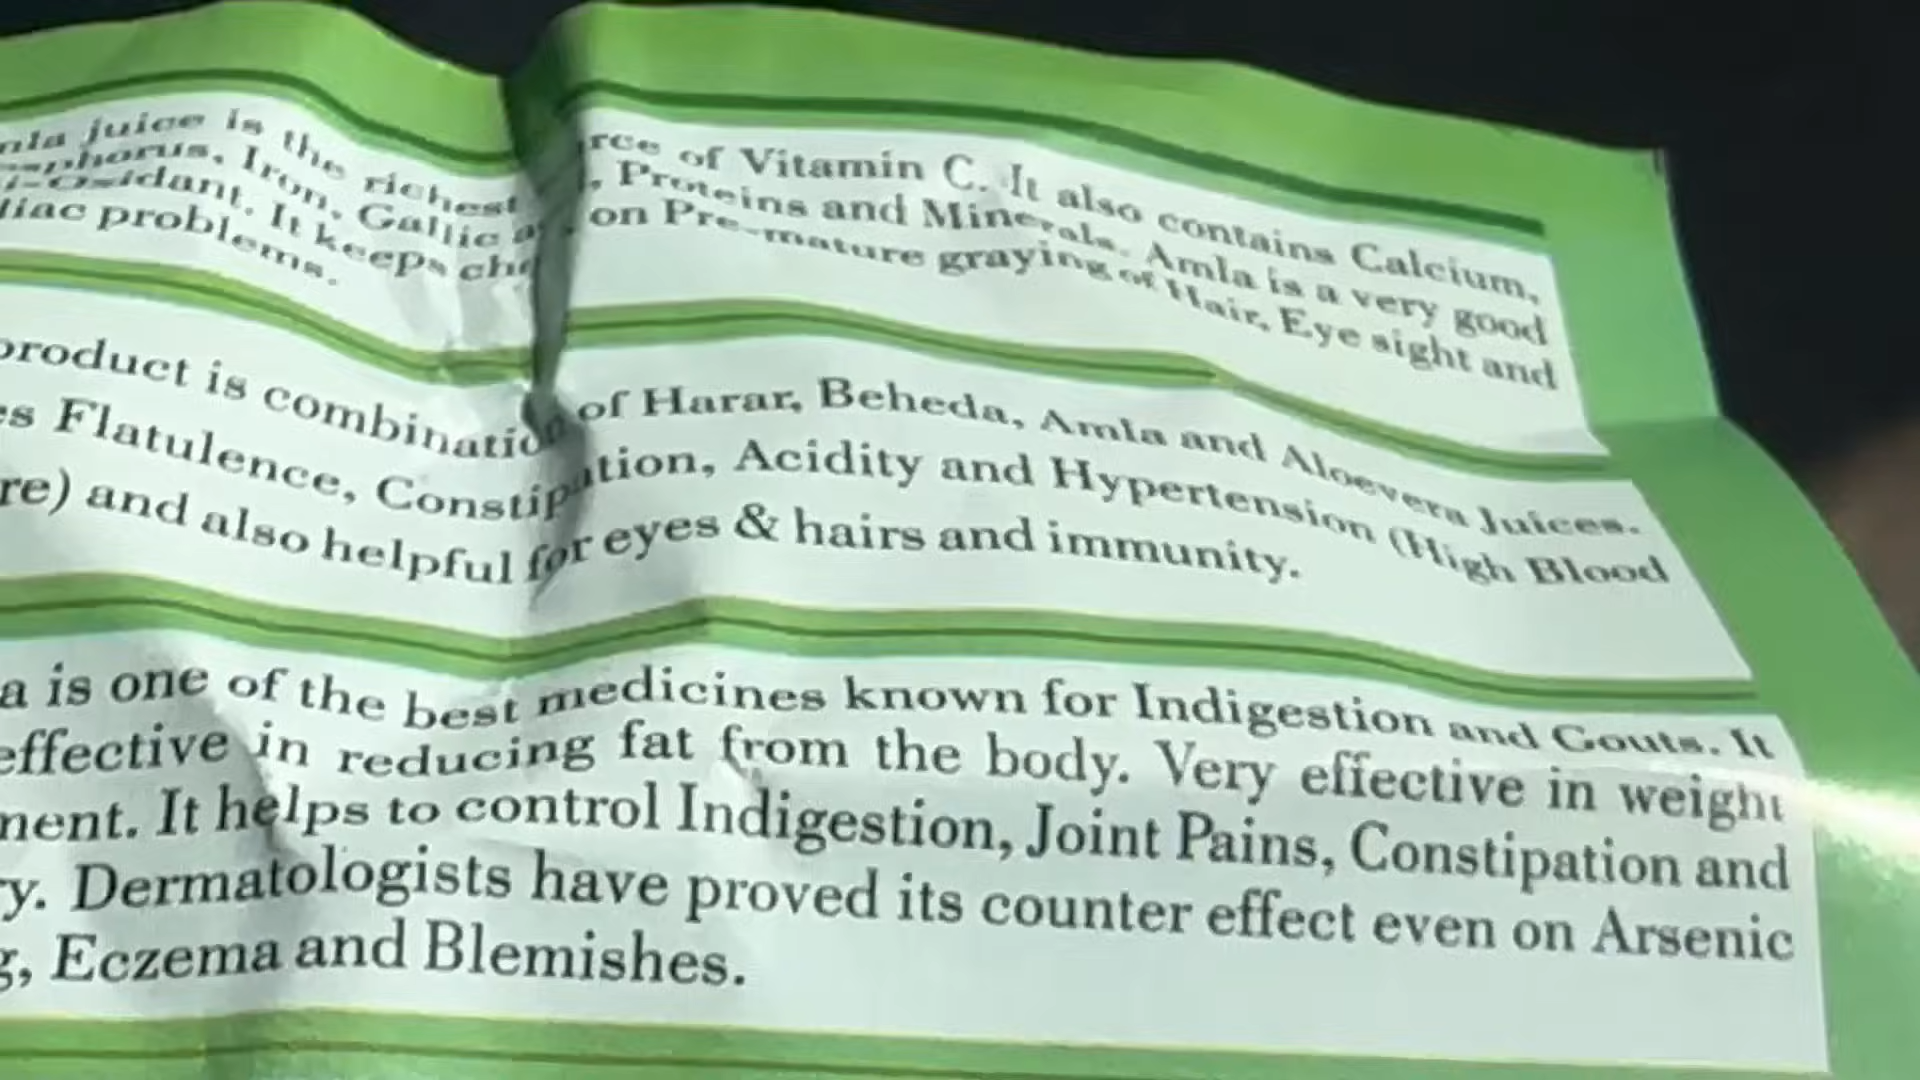 juice is the richest rce of Vitamin C. It also contains Calcium,
Iron, Gallic , Proteins and Minerals. Amla is a very good
It keeps on Pre-mature graying of Hair, Eye sight and
problems.
product is combination of Harar, Beheda, Amla and Aloevera Juices.
es Flatulence, Constipation, Acidity and Hypertension (High Blood
re) and also helpful for eyes & hairs and immunity.
a is one of the best medicines known for Indigestion and Gouts. It
effective in reducing fat from the body. Very effective in weight
ment. It helps to control Indigestion, Joint Pains, Constipation and
y. Dermatologists have proved its counter effect even on Arsenic
g, Eczema and Blemishes.